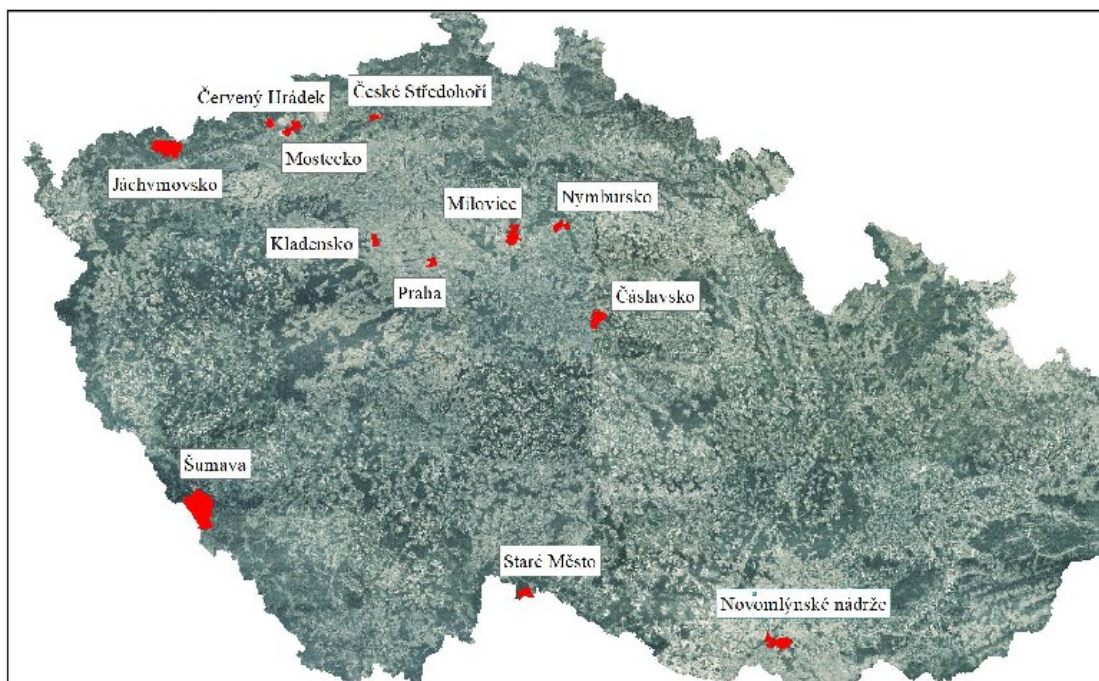 České Středohoří
Červený Hrádek
Mostecko
Jáchymovsko
Milovice
Nymbursko
Kladensko
Praha
Čáslavsko
Šumava
Staré Město
Novomlýnské nádrže